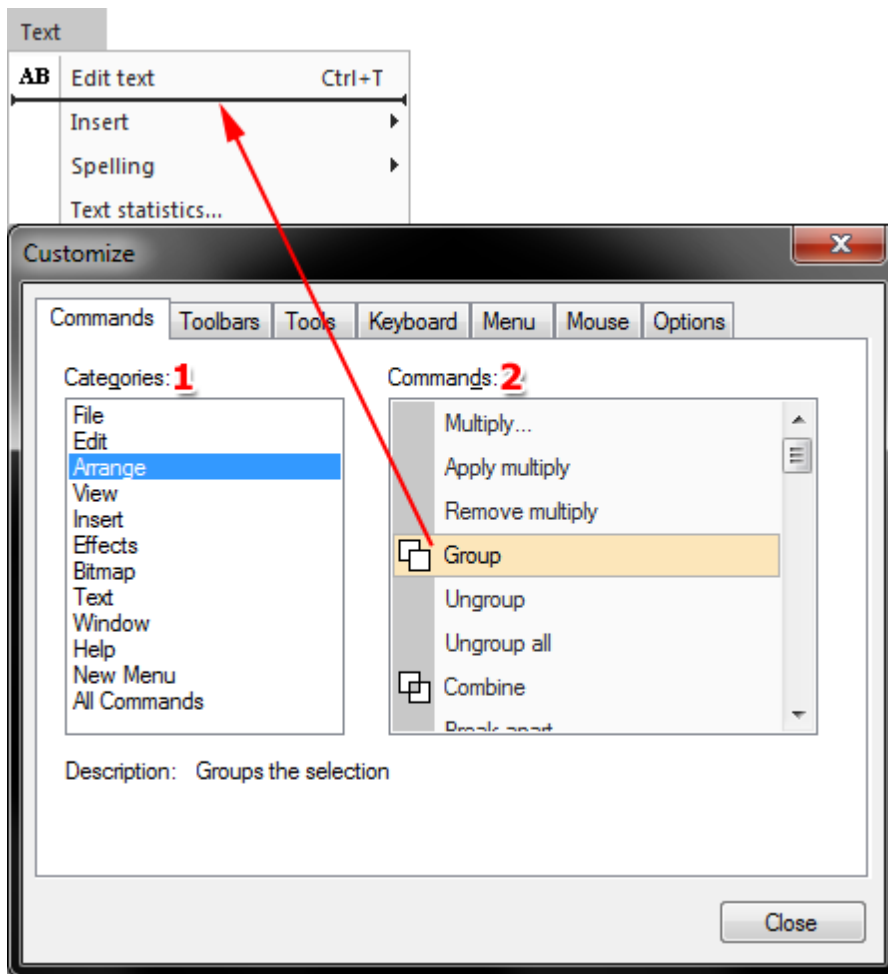 Text
AB Edit text Ctrl+T
Insert
Spelling
Text statistics...
Customize
Commands Toolbars Tools Keyboard Menu Mouse Options
Categories: 1
File
Edit
Arrange
View
Insert
Effects
Bitmap
Text
Window
Help
New Menu
All Commands
Commands: 2
Multiply...
Apply multiply
Remove multiply
Group
Ungroup
Ungroup all
Combine
Break apart
Description: Groups the selection
Close